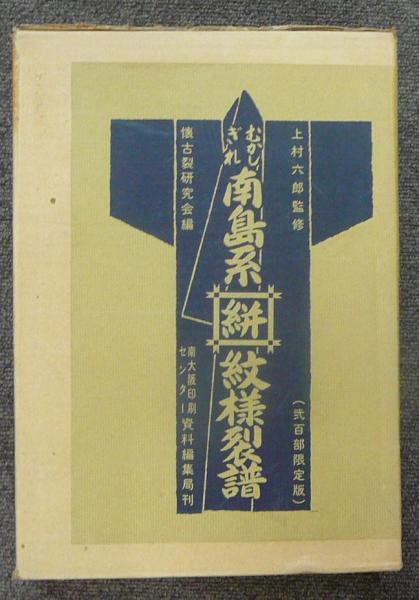 上村六郎監修
むかし
ぎれ
南島系絣紋様裂譜
(弐百部限定版)
懐古裂研究会編
南大阪印刷
センター
資料編集局刊